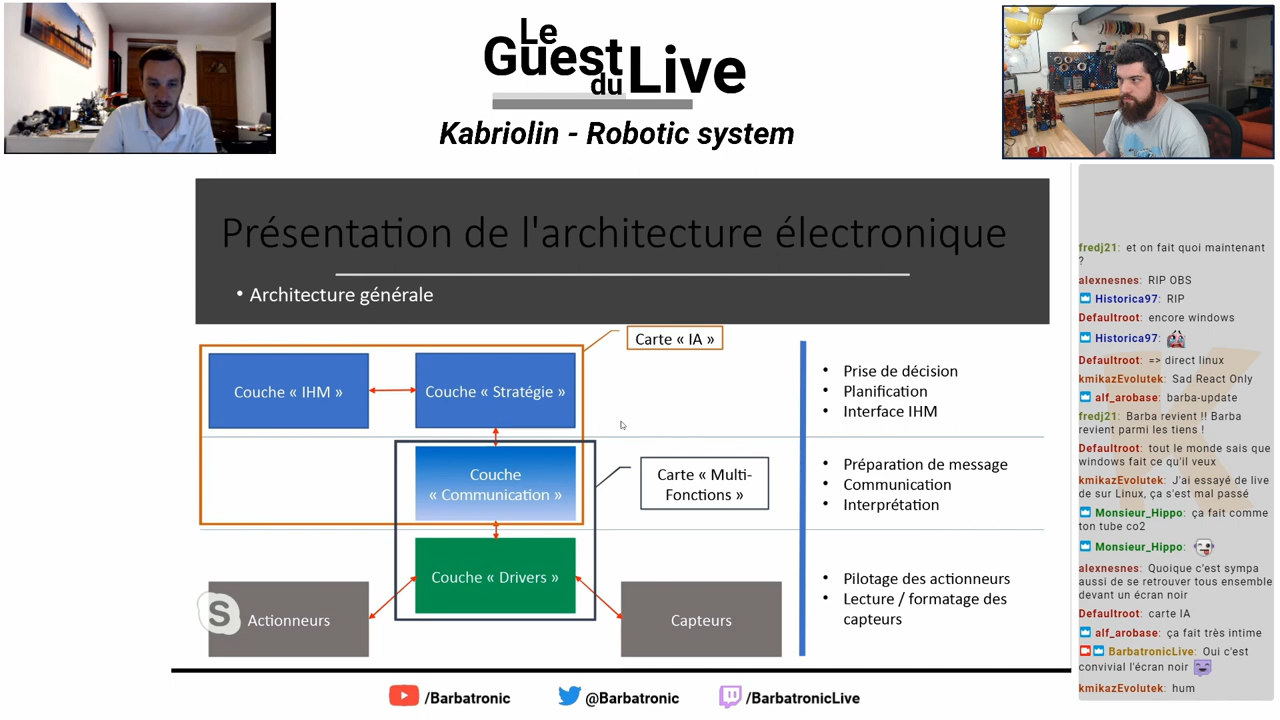 Le
Guest
du
Live
Kabriolin - Robotic system
Présentation de l'architecture électronique
• Architecture générale
Carte « IA »
Couche « IHM »
Couche « Stratégie »
• Prise de décision
• Planification
• Interface IHM
Couche
« Communication »
Carte « Multi-
Fonctions »
• Préparation de message
• Communication
• Interprétation
Couche « Drivers »
S
Actionneurs
Capteurs
• Pilotage des actionneurs
• Lecture / formatage des
capteurs
/Barbatronic
@Barbatronic
/BarbatronicLive
fredj21: et on fait quoi maintenant
?
alexnesnes: RIP OBS
Historica97: RIP
Defaultroot: encore windows
Historica97:
Defaultroot: => direct linux
kmikazEvolutek: Sad React Only
alf_arobase: barba-update
fredj21: Barba revient !! Barba
revient parmi les tiens !
Defaultroot: tout le monde sais que
windows fait ce qu'il veux
kmikazEvolutek: J'ai essayé de live
de sur Linux, ça s'est mal passé
Monsieur_Hippo: ça fait comme
ton tube co2
Monsieur_Hippo:
alexnesnes: Quoique c'est sympa
aussi de se retrouver tous ensemble
devant un écran noir
Defaultroot: carte IA
alf_arobase: ça fait très intime
BarbatronicLive: Oui c'est
convivial l'écran noir
kmikazEvolutek: hum